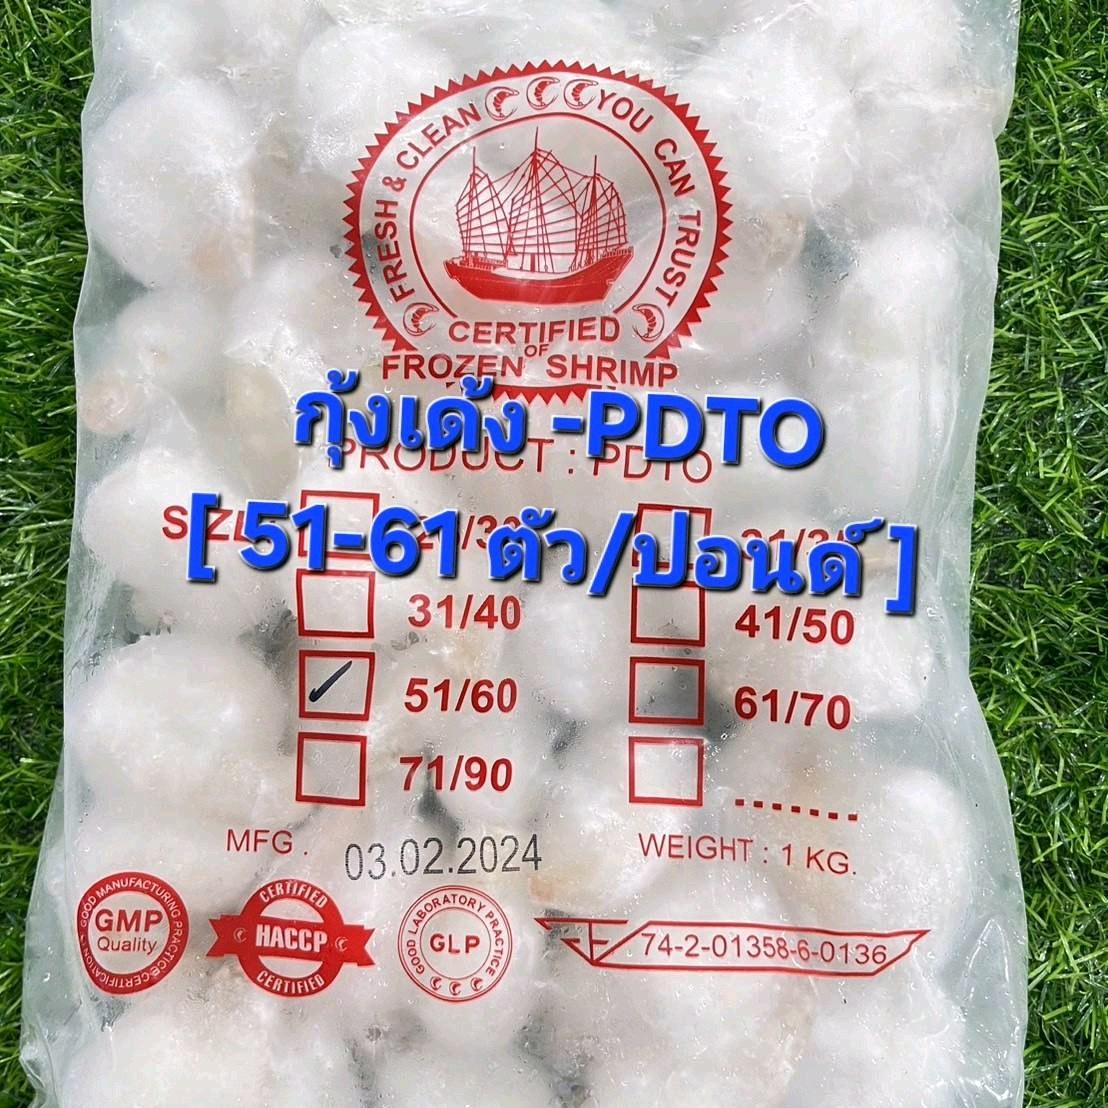 FRESH & CLEAN YOU CAN TRUST
CERTIFIED
OF
FROZEN SHRIMP
กุ้งเด้ง -PDTO
PRODUCT : PDTO
[ 51-61 ตัว/ปอนด์ ]
31/40
41/50
51/60
61/70
71/90
.......
MFG .
03.02.2024
WEIGHT : 1 KG.
GOOD MANUFACTURING PRACTICE CERTIFICATION
GMP
Quality
CERTIFIED
HACCP
CERTIFIED
GOOD LABORATORY PRACTICE
GLP
74-2-01358-6-0136